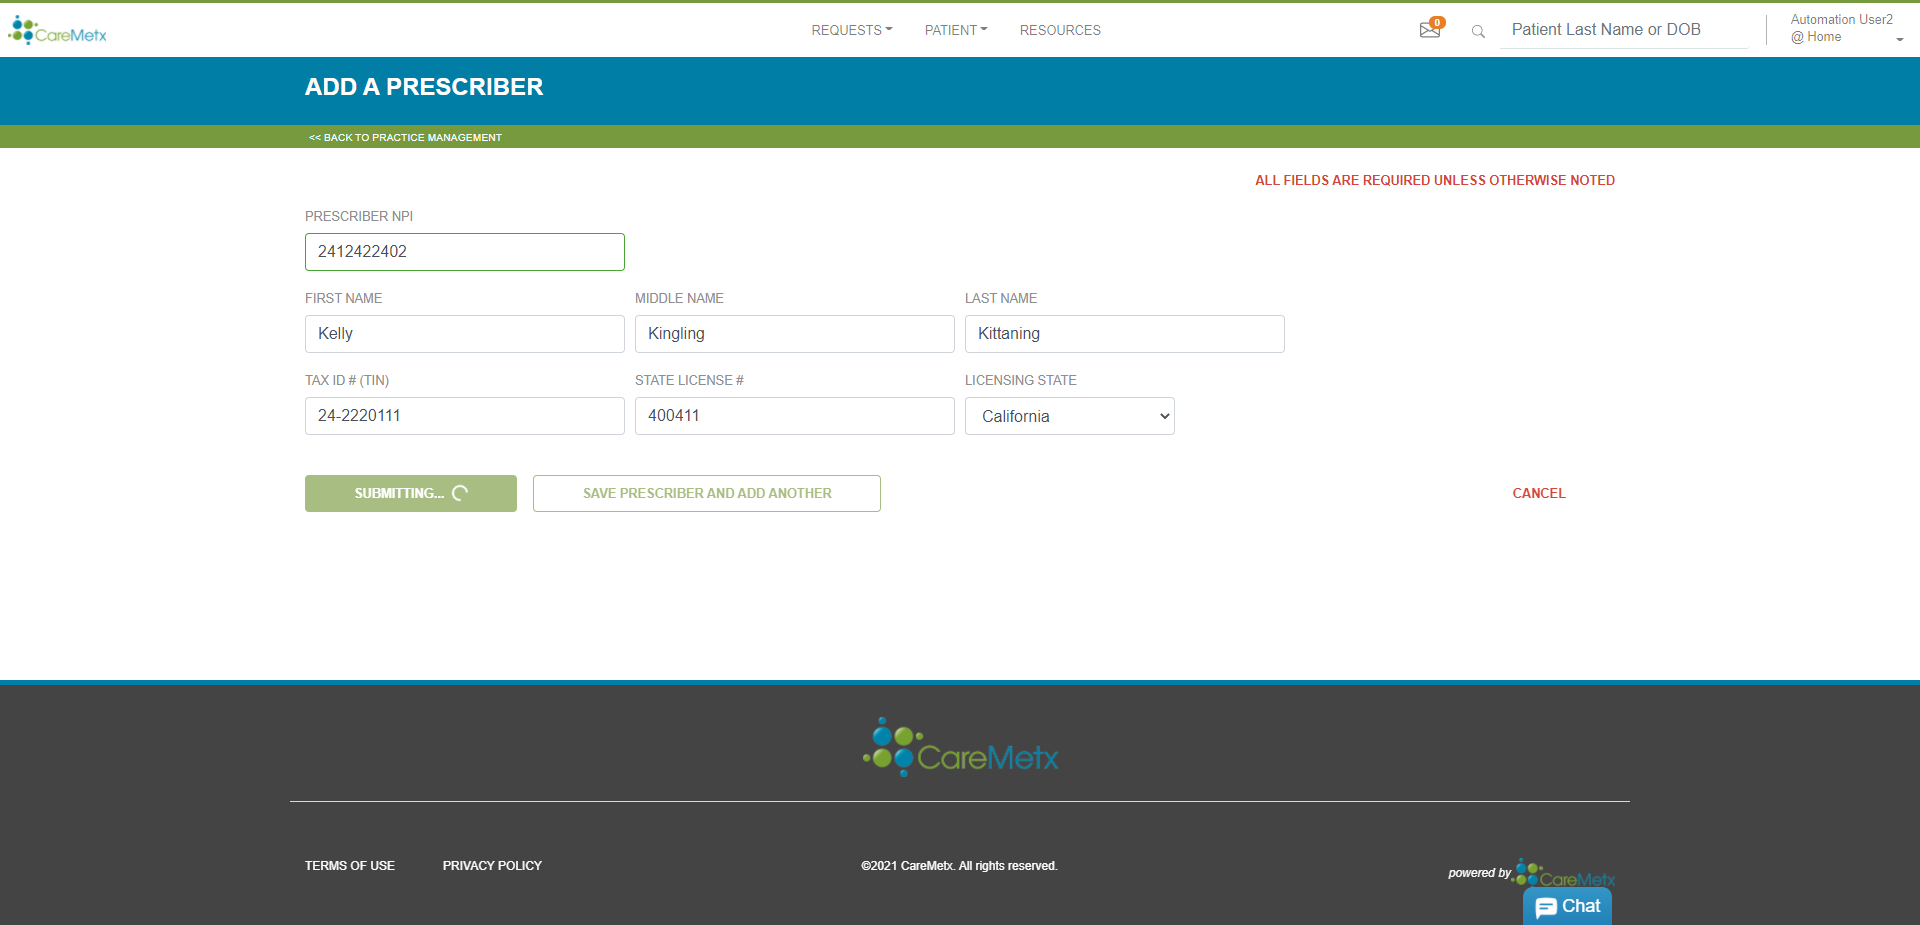 CareMetx
REQUESTS
PATIENT
RESOURCES
0
Patient Last Name or DOB
Automation User2
@ Home
ADD A PRESCRIBER
<< BACK TO PRACTICE MANAGEMENT
ALL FIELDS ARE REQUIRED UNLESS OTHERWISE NOTED
PRESCRIBER NPI
2412422402
FIRST NAME
MIDDLE NAME
LAST NAME
Kelly
Kingling
Kittaning
TAX ID # (TIN)
STATE LICENSE #
LICENSING STATE
24-2220111
400411
California
SUBMITTING...
SAVE PRESCRIBER AND ADD ANOTHER
CANCEL
CareMetx
TERMS OF USE
PRIVACY POLICY
©2021 CareMetx. All rights reserved.
powered by
CareMetx
Chat